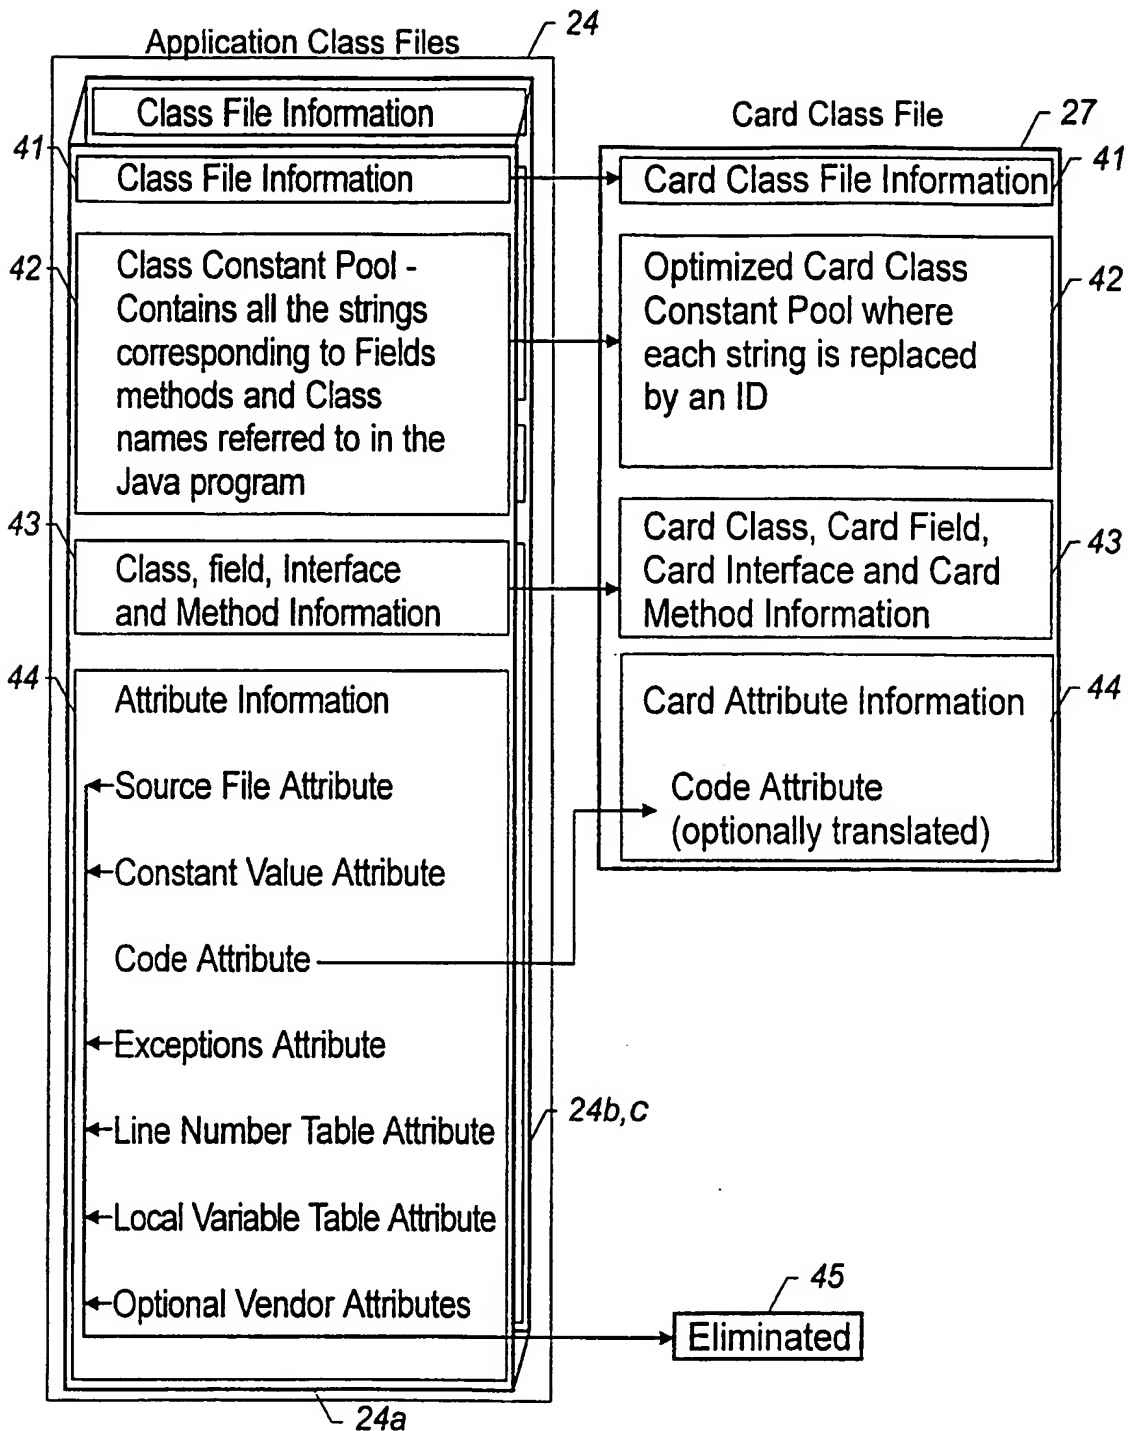 Application Class Files
24
Class File Information
Card Class File
27
41
Class File Information
Card Class File Information
41
42
Class Constant Pool -
Contains all the strings
corresponding to Fields
methods and Class
names referred to in the
Java program
Optimized Card Class
Constant Pool where
each string is replaced
by an ID
42
43
Class, field, Interface
and Method Information
Card Class, Card Field,
Card Interface and Card
Method Information
43
44
Attribute Information
Source File Attribute
Constant Value Attribute
Code Attribute
Exceptions Attribute
Line Number Table Attribute
Local Variable Table Attribute
Optional Vendor Attributes
Card Attribute Information
Code Attribute
(optionally translated)
44
24b,c
45
Eliminated
24a